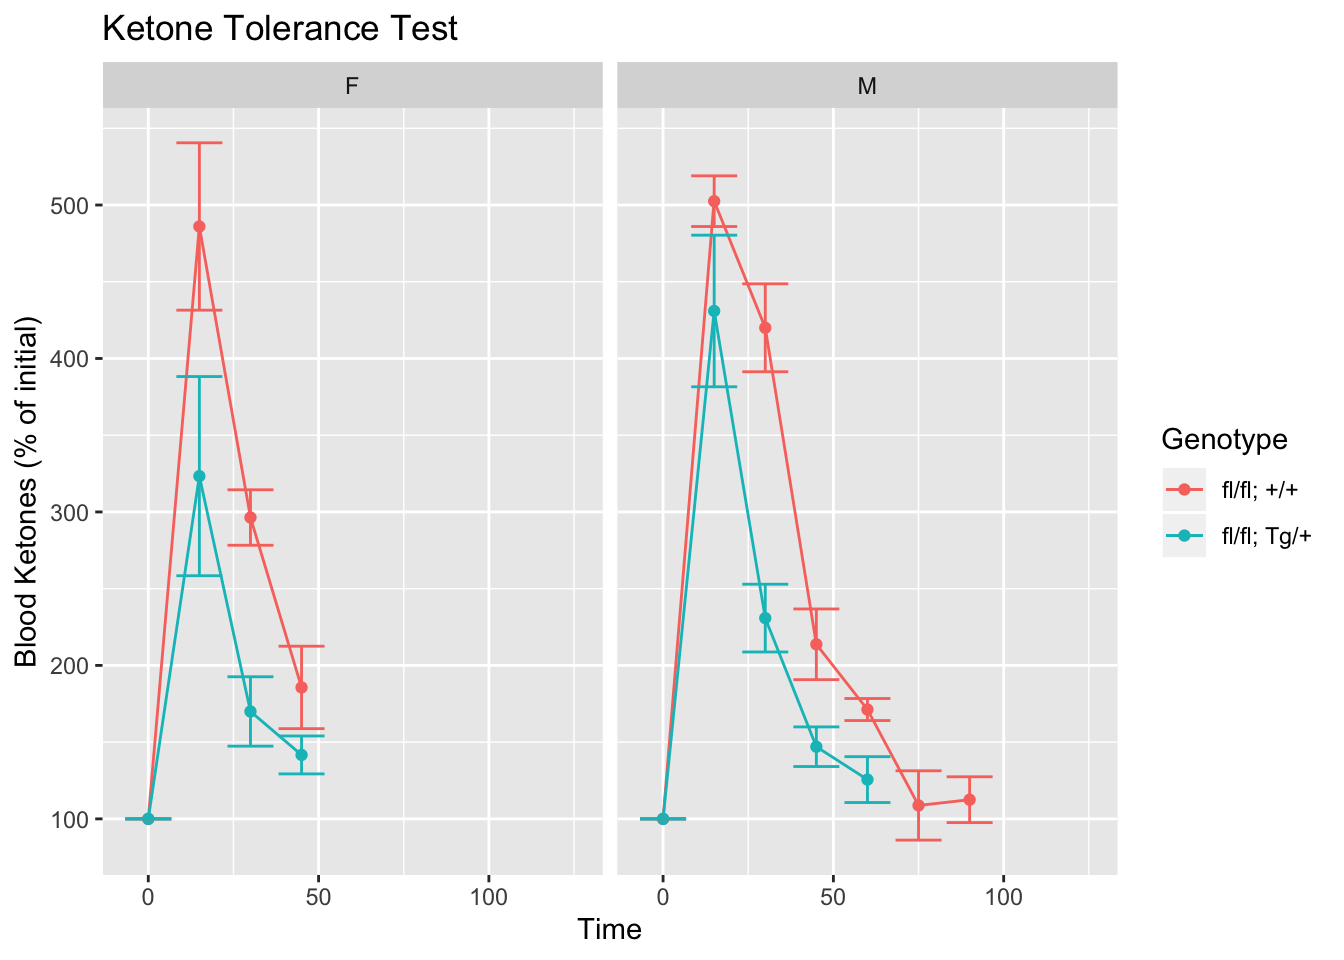 Ketone Tolerance Test
F
M
Blood Ketones (% of initial)
500
400
300
200
100
0
50
100
0
50
100
Time
Genotype
fl/fl; +/+
fl/fl; Tg/+